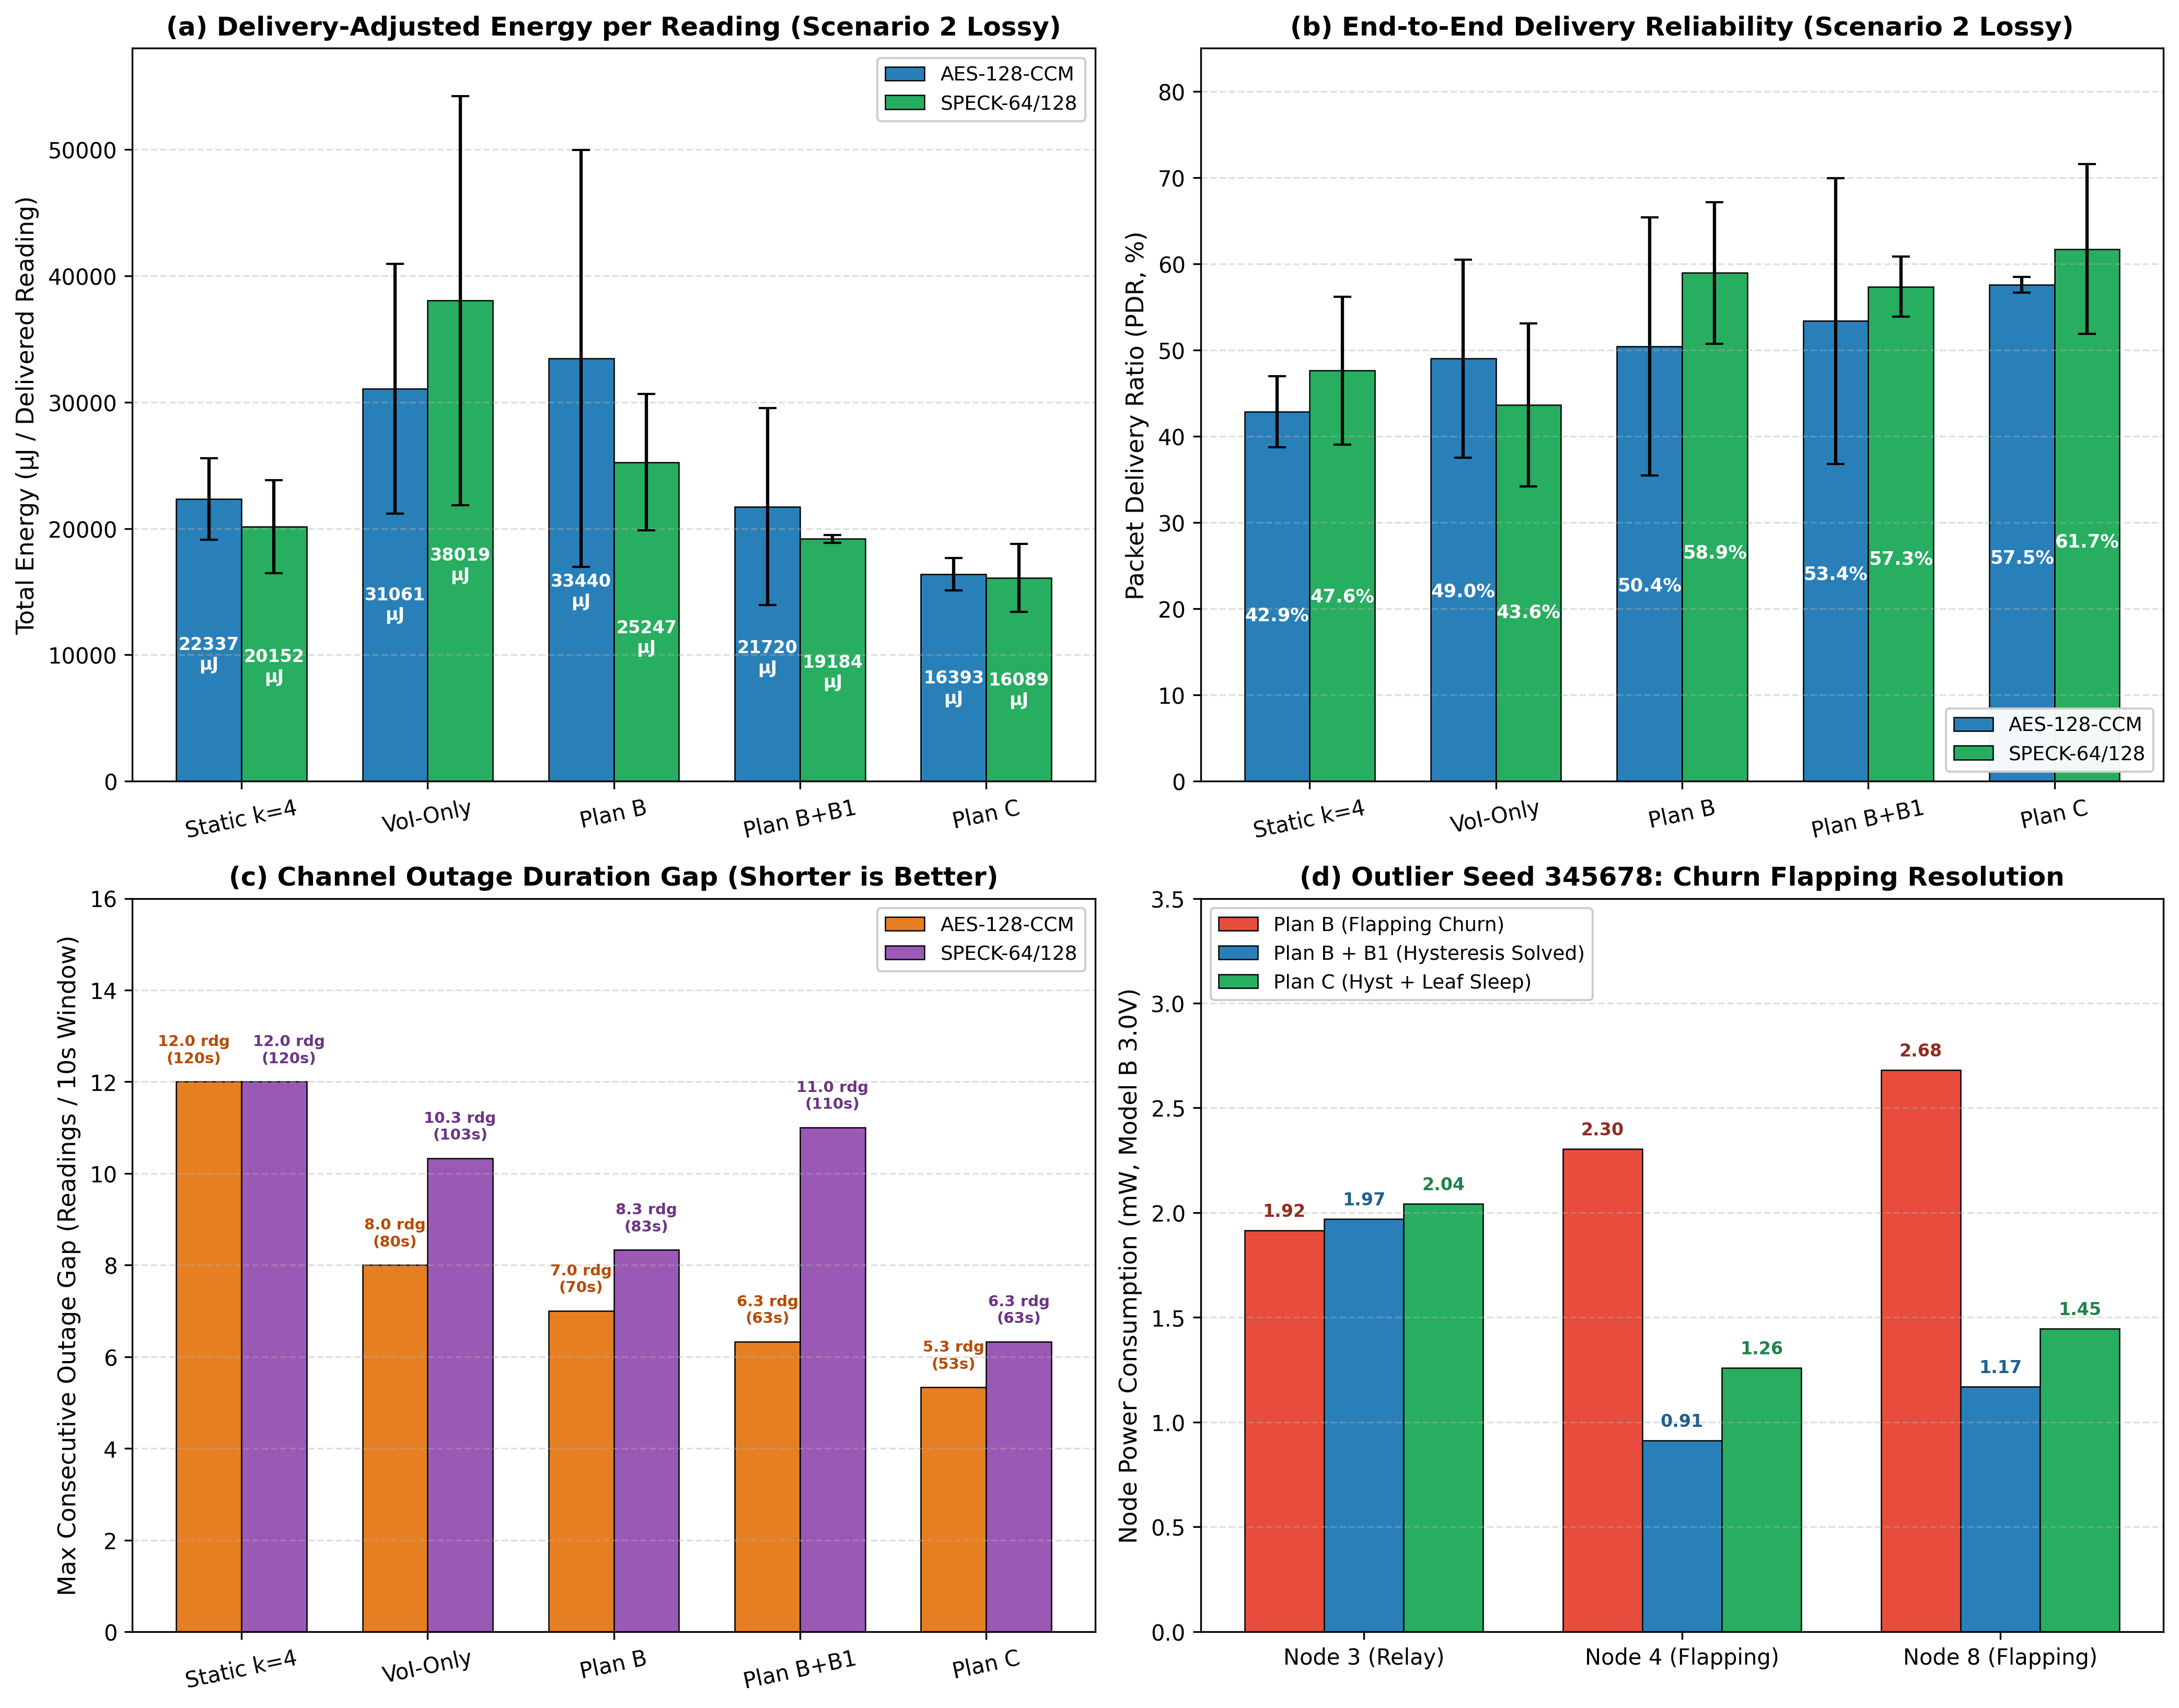 (a) Delivery-Adjusted Energy per Reading (Scenario 2 Lossy)
Total Energy (µJ / Delivered Reading)
50000
40000
30000
20000
10000
0
AES-128-CCM
SPECK-64/128
22337
µJ
20152
µJ
31061
µJ
38019
µJ
33440
µJ
25247
µJ
21720
µJ
19184
µJ
16393
µJ
16089
µJ
Static k=4
VoI-Only
Plan B
Plan B+B1
Plan C
(b) End-to-End Delivery Reliability (Scenario 2 Lossy)
Packet Delivery Ratio (PDR, %)
80
70
60
50
40
30
20
10
0
42.9%
47.6%
49.0%
43.6%
50.4%
58.9%
53.4%
57.3%
57.5%
61.7%
AES-128-CCM
SPECK-64/128
Static k=4
VoI-Only
Plan B
Plan B+B1
Plan C
(c) Channel Outage Duration Gap (Shorter is Better)
Max Consecutive Outage Gap (Readings / 10s Window)
16
14
12
10
8
6
4
2
0
AES-128-CCM
SPECK-64/128
12.0 rdg
(120s)
12.0 rdg
(120s)
8.0 rdg
(80s)
10.3 rdg
(103s)
7.0 rdg
(70s)
8.3 rdg
(83s)
6.3 rdg
(63s)
11.0 rdg
(110s)
5.3 rdg
(53s)
6.3 rdg
(63s)
Static k=4
VoI-Only
Plan B
Plan B+B1
Plan C
(d) Outlier Seed 345678: Churn Flapping Resolution
Node Power Consumption (mW, Model B 3.0V)
3.5
3.0
2.5
2.0
1.5
1.0
0.5
0.0
Plan B (Flapping Churn)
Plan B + B1 (Hysteresis Solved)
Plan C (Hyst + Leaf Sleep)
1.92
1.97
2.04
2.30
0.91
1.26
2.68
1.17
1.45
Node 3 (Relay)
Node 4 (Flapping)
Node 8 (Flapping)